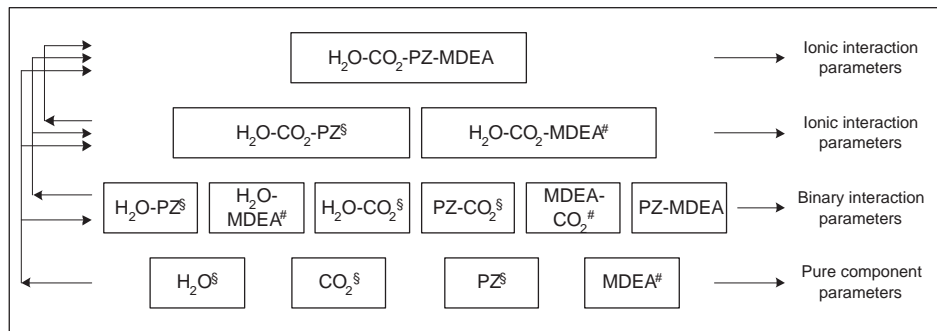 H₂O-CO₂-PZ-MDEA
Ionic interaction
parameters
H₂O-CO₂-PZ§
H₂O-CO₂-MDEA#
Ionic interaction
parameters
H₂O-PZ§
H₂O-
MDEA#
H₂O-CO₂§
PZ-CO₂§
MDEA-
CO₂#
PZ-MDEA
Binary interaction
parameters
H₂O§
CO₂§
PZ§
MDEA#
Pure component
parameters